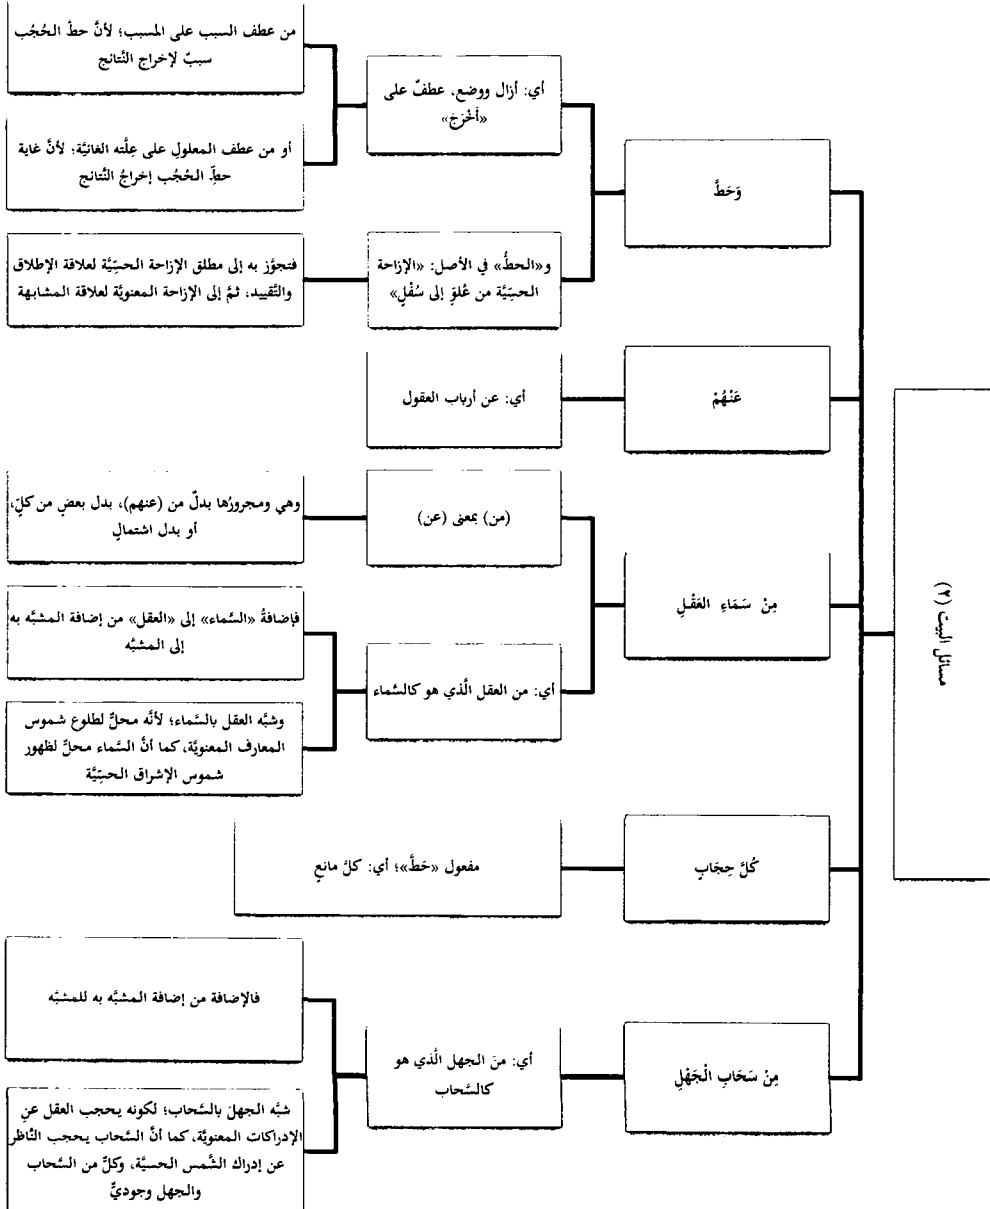 مسائل البيت (٢)
وَحَطَّ
أي: أزال ووضع، عطفٌ على
«أَخْرَجَ»
من عطف السبب على المسبب؛ لأنَّ حطَّ الحُجُب
سببٌ لإخراج النَّتائج
أو من عطف المعلولِ على عِلَّته الغائيَّة؛ لأنَّ غاية
حطِّ الحُجُب إخراجُ النَّتائج
و«الحطُّ» في الأصل: «الإزاحة
الحسِّيَّة من عُلوٍّ إلى سُفْلٍ»
فتجوَّز به إلى مطلق الإزاحة الحسِّيَّة لعلاقة الإطلاق
والتَّقييد، ثمَّ إلى الإزاحة المعنويَّة لعلاقة المشابهة
عَنْهُمْ
أي: عن أرباب العقول
مِنْ سَمَاءِ العَقْلِ
(من) بمعنى (عن)
وهي ومجرورُها بدلٌ من (عنهم)، بدل بعضٍ من كلٍّ،
أو بدل اشتمالٍ
أي: من العقل الَّذي هو كالسَّماء
فإضافةُ «السَّماء» إلى «العقل» من إضافة المشبَّه به
إلى المشبَّه
وشبَّه العقل بالسَّماء؛ لأنَّه محلٌّ لطلوع شموس
المعارف المعنويَّة، كما أنَّ السَّماء محلٌّ لظهور
شموس الإشراق الحسِّيَّة
كُلَّ حِجَابٍ
مفعول «حَطَّ»؛ أي: كلَّ مانعٍ
مِنْ سَحَابِ الْجَهْلِ
أي: منَ الجهل الَّذي هو
كالسَّحاب
فالإضافة من إضافة المشبَّه به للمشبَّه
شبَّه الجهلَ بالسَّحاب؛ لكونه يحجب العقل عنِ
الإدراكات المعنويَّة، كما أنَّ السَّحاب يحجب النَّاظر
عن إدراك الشَّمس الحسيَّة، وكلٌّ من السَّحاب
والجهل وجوديٌّ